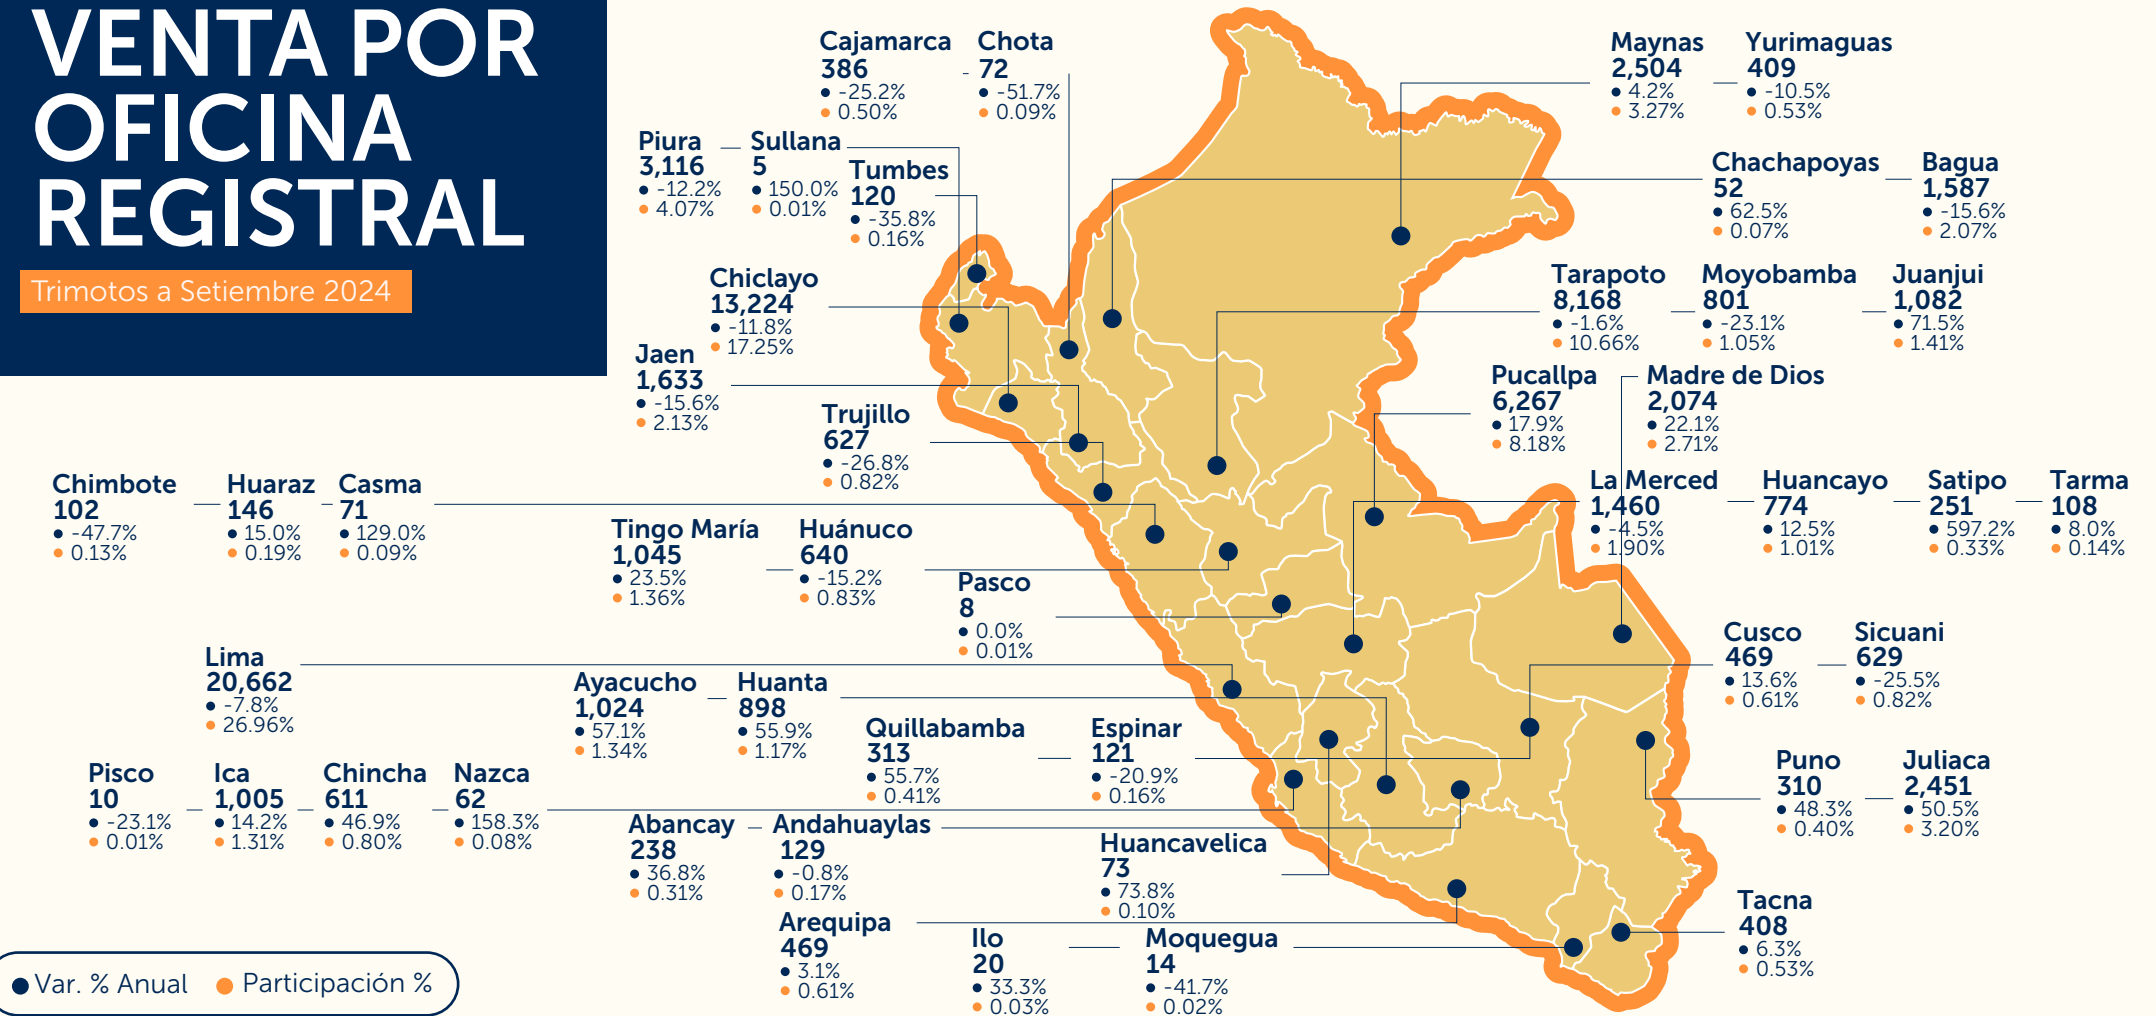 VENTA POR
OFICINA
REGISTRAL
Trimotos a Setiembre 2024
Cajamarca
386
-25.2%
0.50%
Chota
72
-51.7%
0.09%
Maynas
2,504
4.2%
3.27%
Yurimaguas
409
-10.5%
0.53%
Piura
3,116
-12.2%
4.07%
Sullana
5
150.0%
0.01%
Tumbes
120
-35.8%
0.16%
Chachapoyas
52
62.5%
0.07%
Bagua
1,587
-15.6%
2.07%
Chiclayo
13,224
-11.8%
17.25%
Tarapoto
8,168
-1.6%
10.66%
Moyobamba
801
-23.1%
1.05%
Juanjui
1,082
71.5%
1.41%
Jaen
1,633
-15.6%
2.13%
Pucallpa
6,267
17.9%
8.18%
Madre de Dios
2,074
22.1%
2.71%
Trujillo
627
-26.8%
0.82%
Chimbote
102
-47.7%
0.13%
Huaraz
146
15.0%
0.19%
Casma
71
129.0%
0.09%
La Merced
1,460
-4.5%
1.90%
Huancayo
774
12.5%
1.01%
Satipo
251
597.2%
0.33%
Tarma
108
8.0%
0.14%
Tingo María
1,045
23.5%
1.36%
Huánuco
640
-15.2%
0.83%
Pasco
8
0.0%
0.01%
Cusco
469
13.6%
0.61%
Sicuani
629
-25.5%
0.82%
Lima
20,662
-7.8%
26.96%
Ayacucho
1,024
57.1%
1.34%
Huanta
898
55.9%
1.17%
Quillabamba
313
55.7%
0.41%
Espinar
121
-20.9%
0.16%
Puno
310
48.3%
0.40%
Juliaca
2,451
50.5%
3.20%
Pisco
10
-23.1%
0.01%
Ica
1,005
14.2%
1.31%
Chincha
611
46.9%
0.80%
Nazca
62
158.3%
0.08%
Abancay
238
36.8%
0.31%
Andahuaylas
129
-0.8%
0.17%
Huancavelica
73
73.8%
0.10%
Tacna
408
6.3%
0.53%
Arequipa
469
3.1%
0.61%
Ilo
20
33.3%
0.03%
Moquegua
14
-41.7%
0.02%
Var. % Anual
Participación %